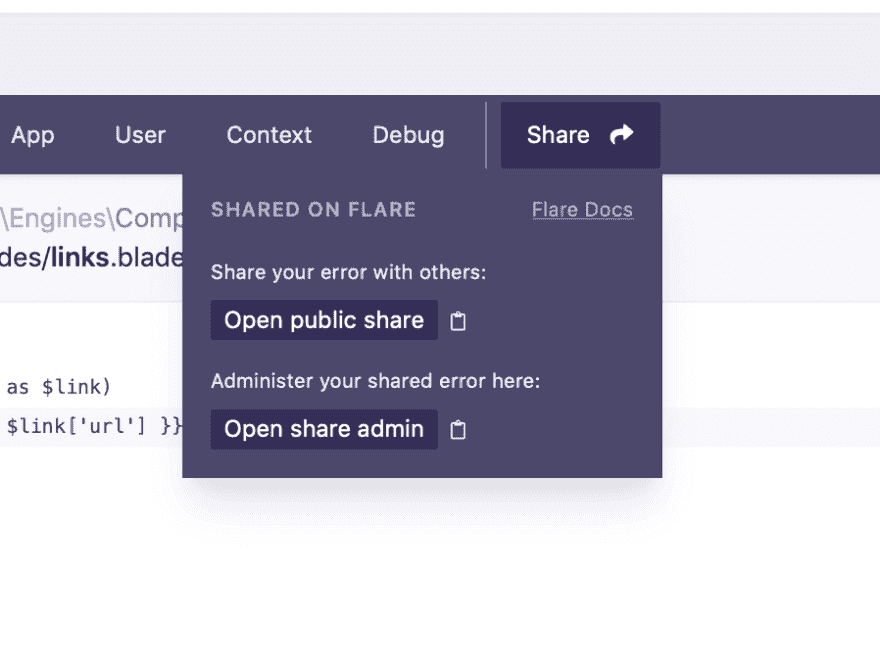 App User Context Debug Share
\Engines\Comp
SHARED ON FLARE Flare Docs
des/links.blade
Share your error with others:
Open public share
as $link)
Administer your shared error here:
$link['url'] }}
Open share admin